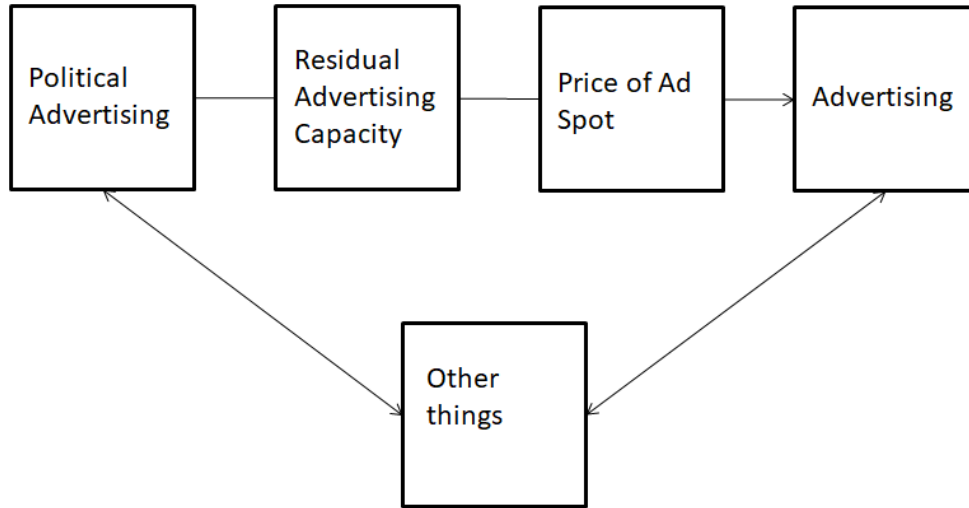 Political
Advertising
Residual
Advertising
Capacity
Price of Ad
Spot
Advertising
Other
things